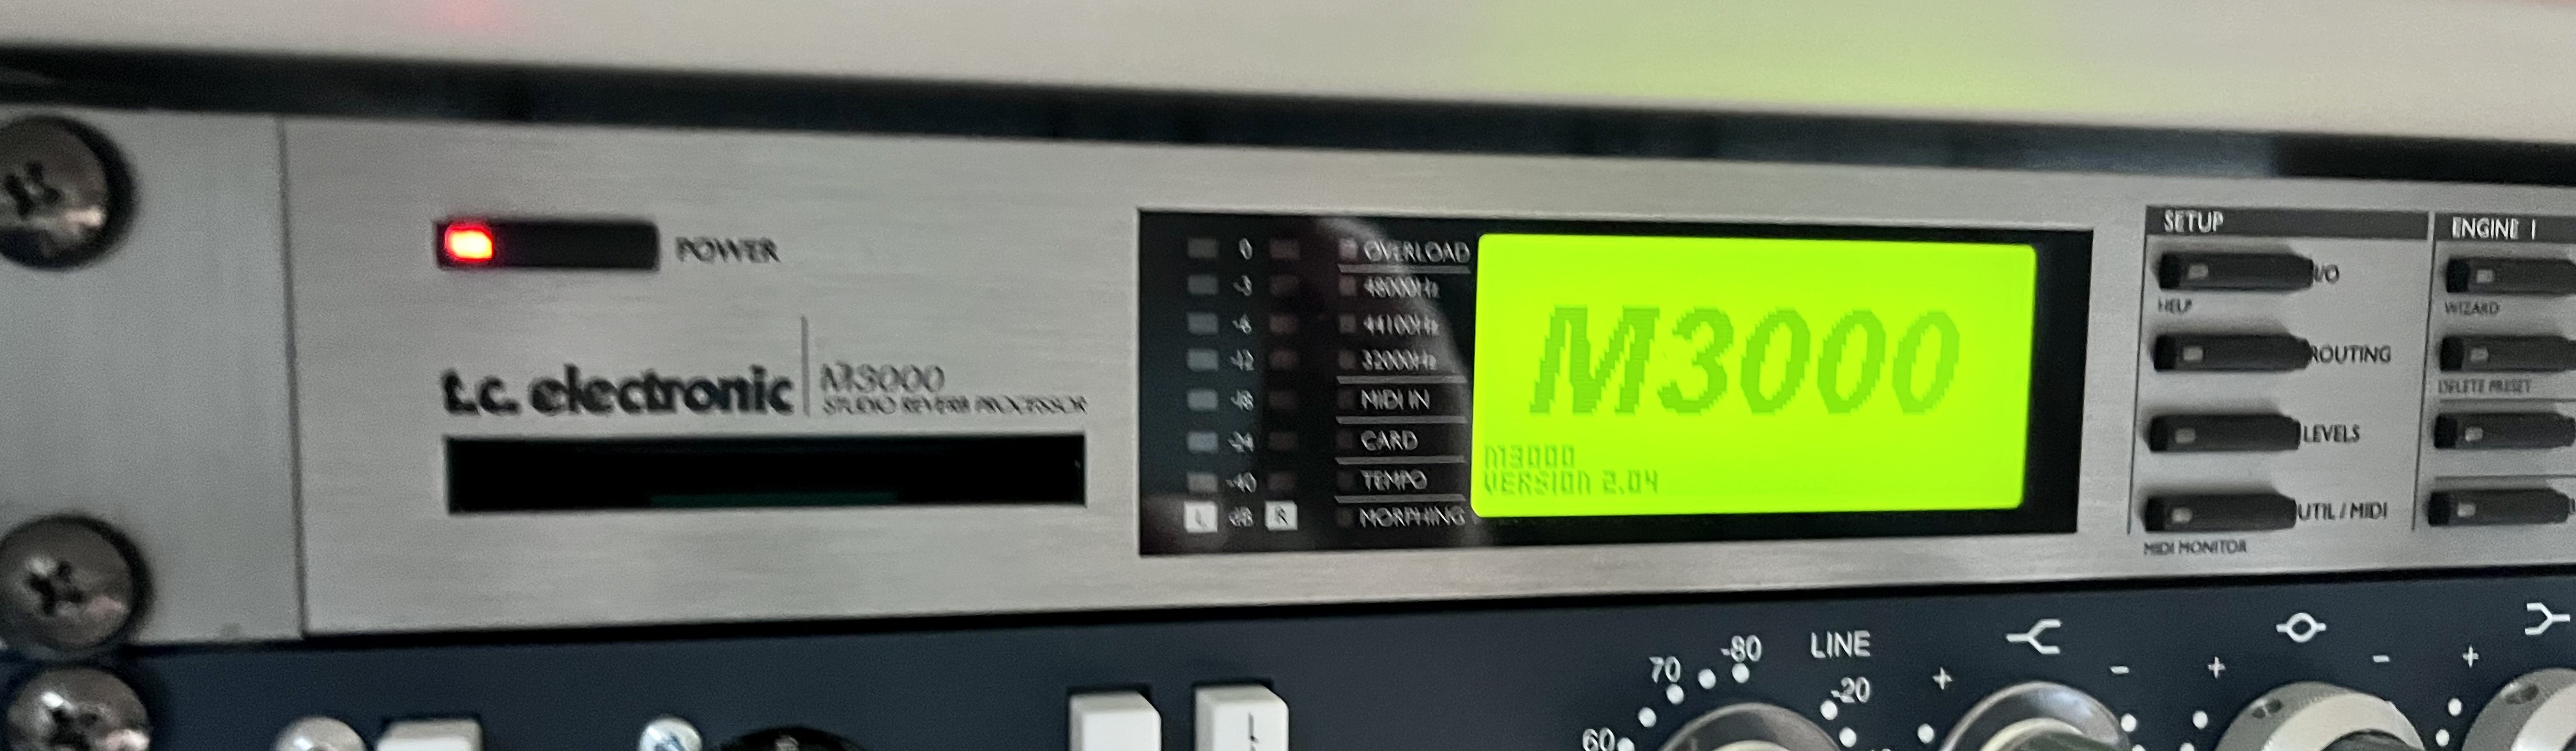 POWER
t.c. electronic
M3000
STUDIO REVERB PROCESSOR
0
-3
-6
-12
-18
-24
-40
L dB R
OVERLOAD
48000Hz
44100Hz
32000Hz
MIDI IN
CARD
TEMPO
MORPHING
M3000
M3000
VERSION 2.04
SETUP
I/O
HELP
ROUTING
LEVELS
UTIL / MIDI
MIDI MONITOR
ENGINE 1
WIZARD
DELETE PRESET
60
70
-80
LINE
-20
+ -
+ -
+